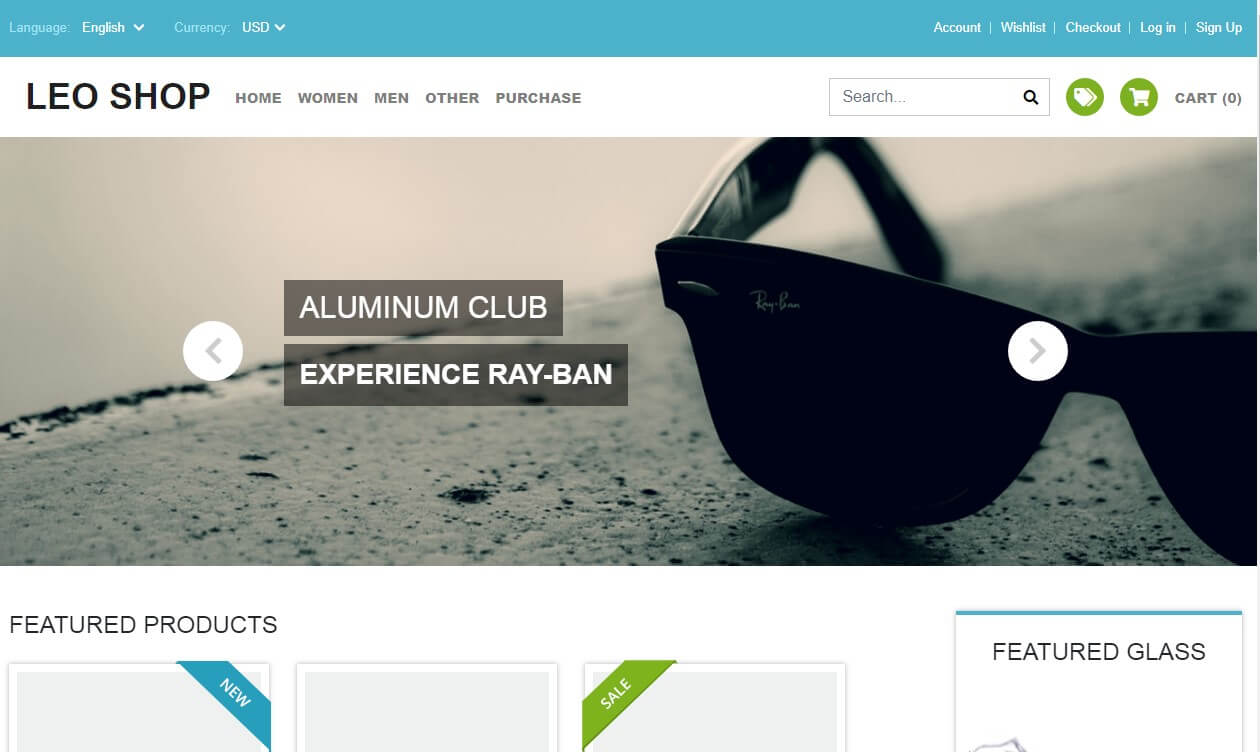 Language: English Currency: USD Account | Wishlist | Checkout | Log in | Sign Up
LEO SHOP HOME WOMEN MEN OTHER PURCHASE Search... CART (0)
Ray-Ban
ALUMINUM CLUB
EXPERIENCE RAY-BAN
FEATURED PRODUCTS
FEATURED GLASS
NEW
SALE